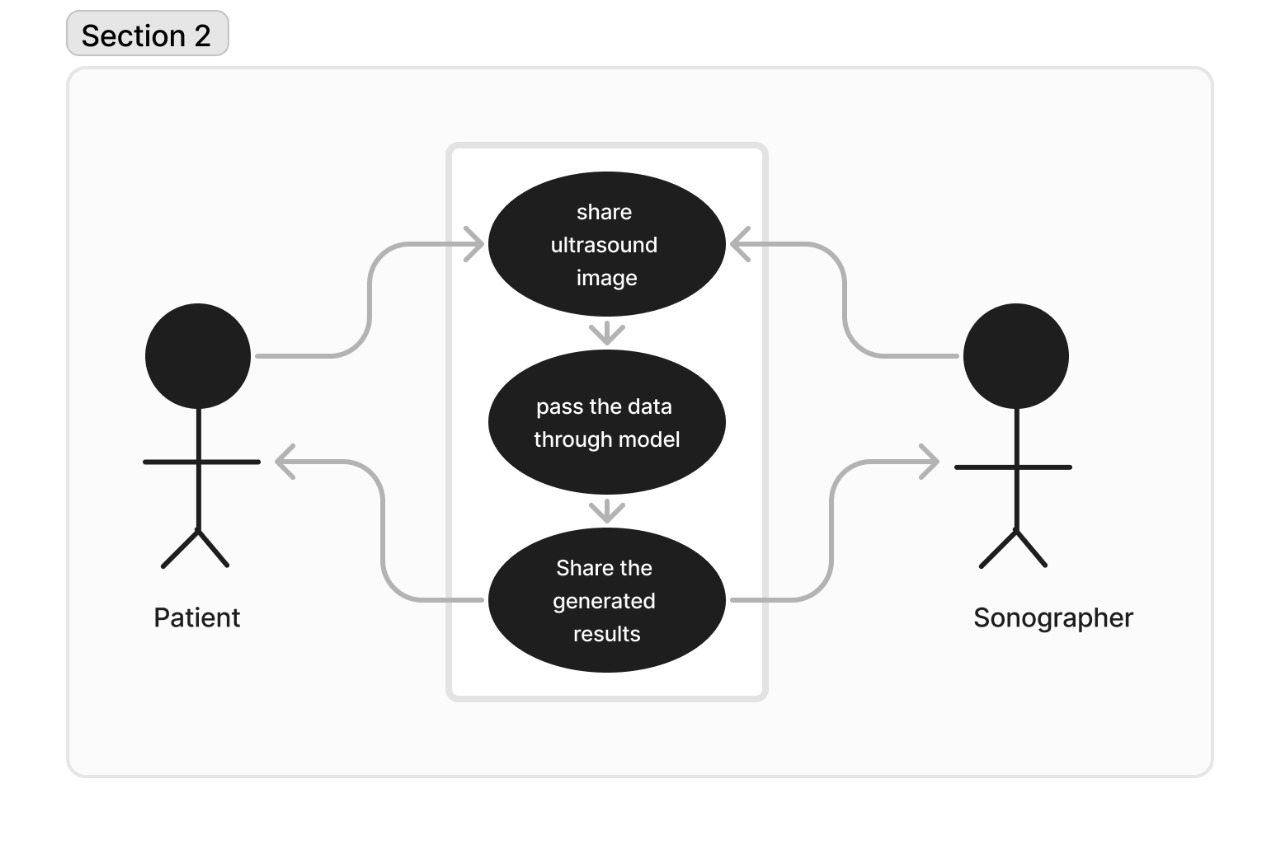 Section 2
share
ultrasound
image
pass the data
through model
Share the
generated
results
Patient
Sonographer